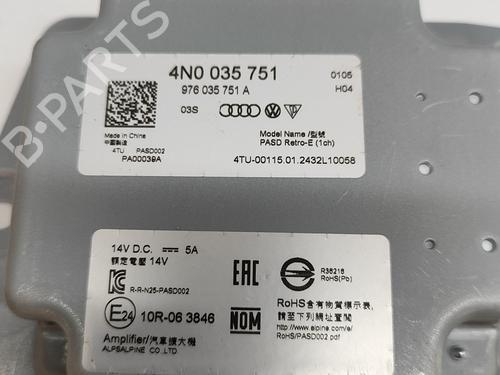 B-PARTS
4N0 035 751
976 035 751 A
0105
H04
03S
Made in China
中國製造
Model Name /型號
PASD Retro-E (1ch)
4TU PASD002
PA00039A
4TU-00115.01.2432L10058
14V D.C. 5A
額定電壓 14V
R-R-N25-PASD002
EAC
R38216
RoHS(Pb)
E24
10R-06 3846
NOM
RoHS含有物質標示表,
請至下列網址查閱
http://www.alpine.com/e/
RoHS/PASD002.pdf
Amplifier/汽車擴大機
ALPSALPINE CO.,LTD